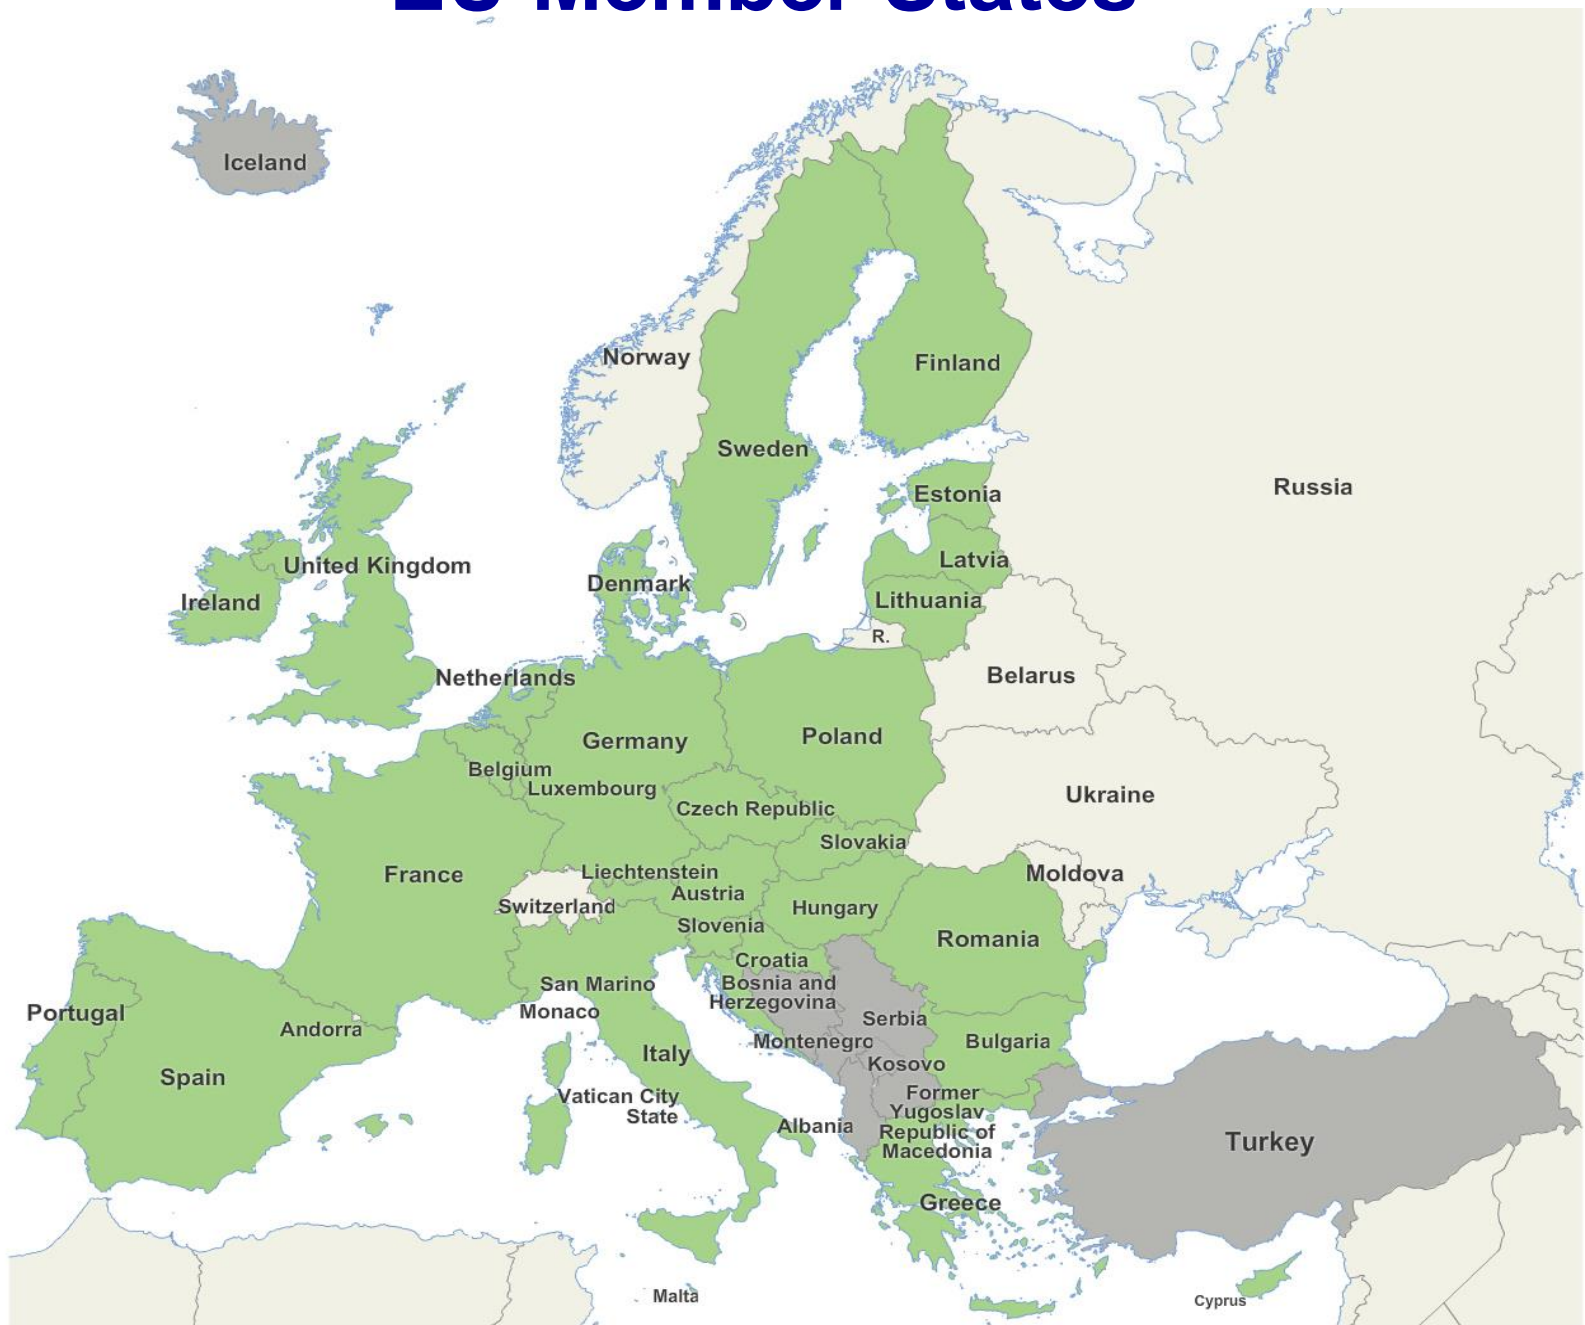 EU Member States
Iceland
Norway
Finland
Sweden
Russia
Estonia
United Kingdom
Latvia
Denmark
Ireland
Lithuania
R.
Netherlands
Belarus
Germany
Poland
Belgium
Luxembourg
Ukraine
Czech Republic
Slovakia
France
Liechtenstein
Moldova
Austria
Switzerland
Hungary
Slovenia
Romania
Croatia
San Marino
Bosnia and
Herzegovina
Portugal
Monaco
Serbia
Andorra
Montenegro
Bulgaria
Italy
Kosovo
Spain
Vatican City
State
Former
Yugoslav
Republic of
Macedonia
Albania
Turkey
Greece
Malta
Cyprus